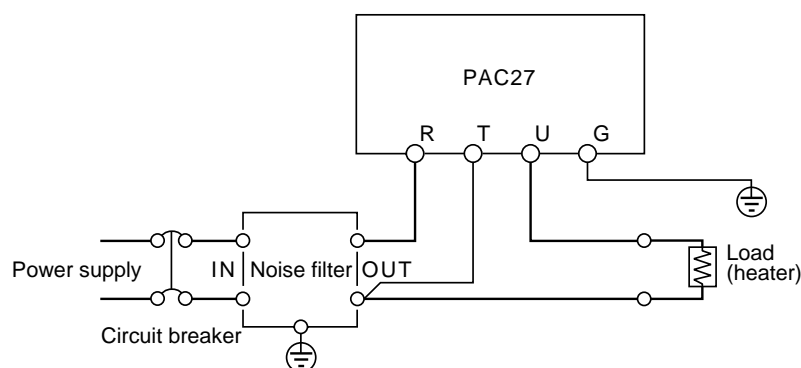 PAC27
R T U G
Power supply
IN Noise filter OUT
Load
(heater)
Circuit breaker